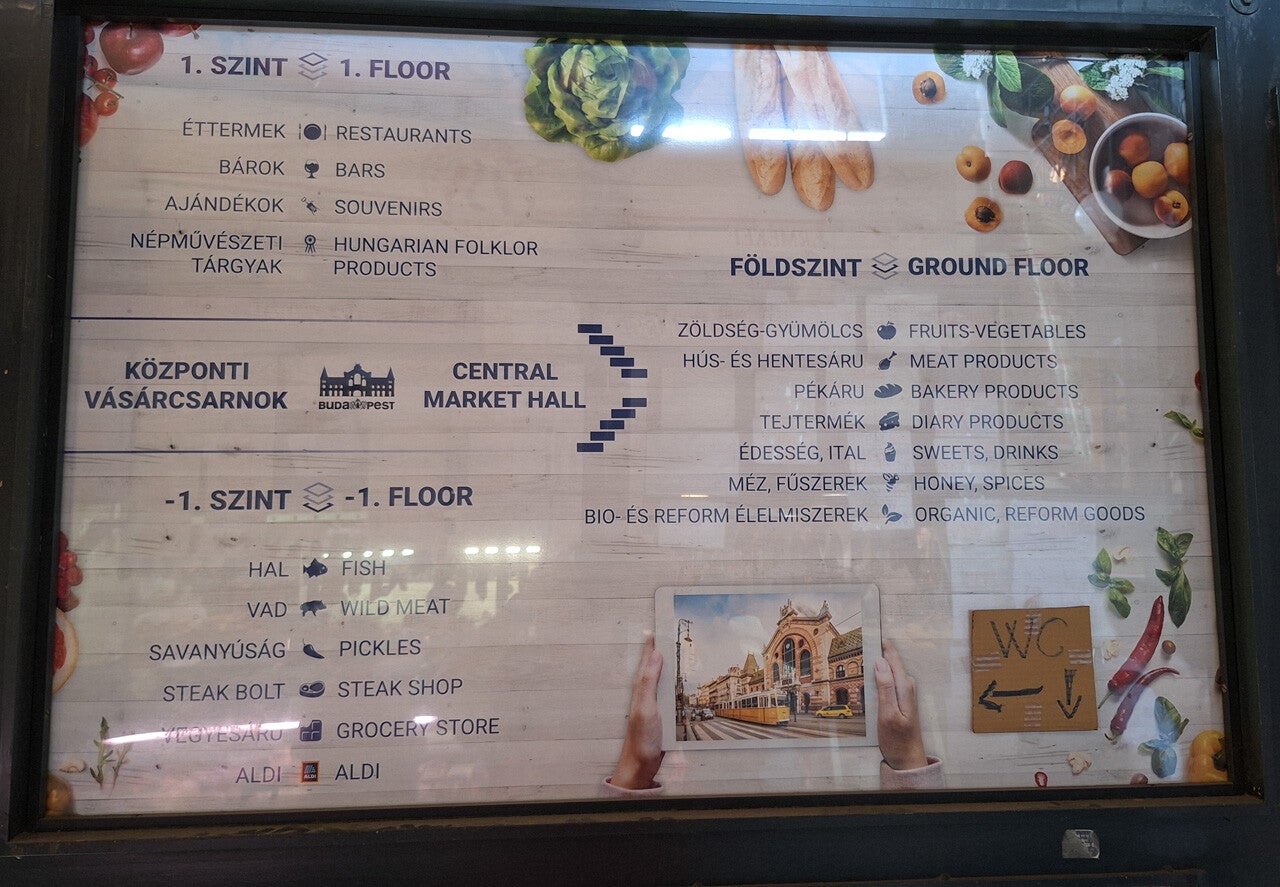 1. SZINT 1. FLOOR
ÉTTERMEK RESTAURANTS
BÁROK BARS
AJÁNDÉKOK SOUVENIRS
NÉPMŰVÉSZETI HUNGARIAN FOLKLOR
TÁRGYAK PRODUCTS
KÖZPONTI CENTRAL
VÁSÁRCSARNOK MARKET HALL
BUDAPEST
-1. SZINT -1. FLOOR
HAL FISH
VAD WILD MEAT
SAVANYÚSÁG PICKLES
STEAK BOLT STEAK SHOP
VEGYESÁRU GROCERY STORE
ALDI ALDI ALDI
FÖLDSZINT GROUND FLOOR
ZÖLDSÉG-GYÜMÖLCS FRUITS-VEGETABLES
HÚS- ÉS HENTESÁRU MEAT PRODUCTS
PÉKÁRU BAKERY PRODUCTS
TEJTERMÉK DIARY PRODUCTS
ÉDESSÉG, ITAL SWEETS, DRINKS
MÉZ, FŰSZEREK HONEY, SPICES
BIO- ÉS REFORM ÉLELMISZEREK ORGANIC, REFORM GOODS
WC